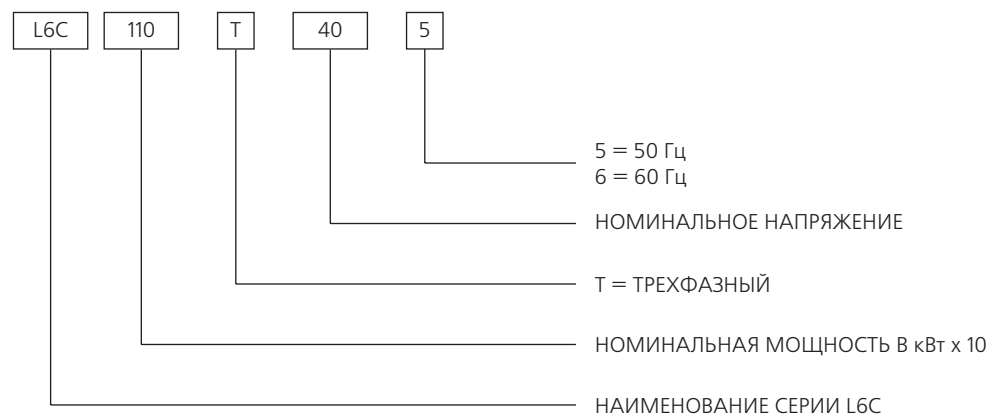 L6C 110 T 40 5
5 = 50 Гц
6 = 60 Гц
НОМИНАЛЬНОЕ НАПРЯЖЕНИЕ
T = ТРЕХФАЗНЫЙ
НОМИНАЛЬНАЯ МОЩНОСТЬ В кВт x 10
НАИМЕНОВАНИЕ СЕРИИ L6C